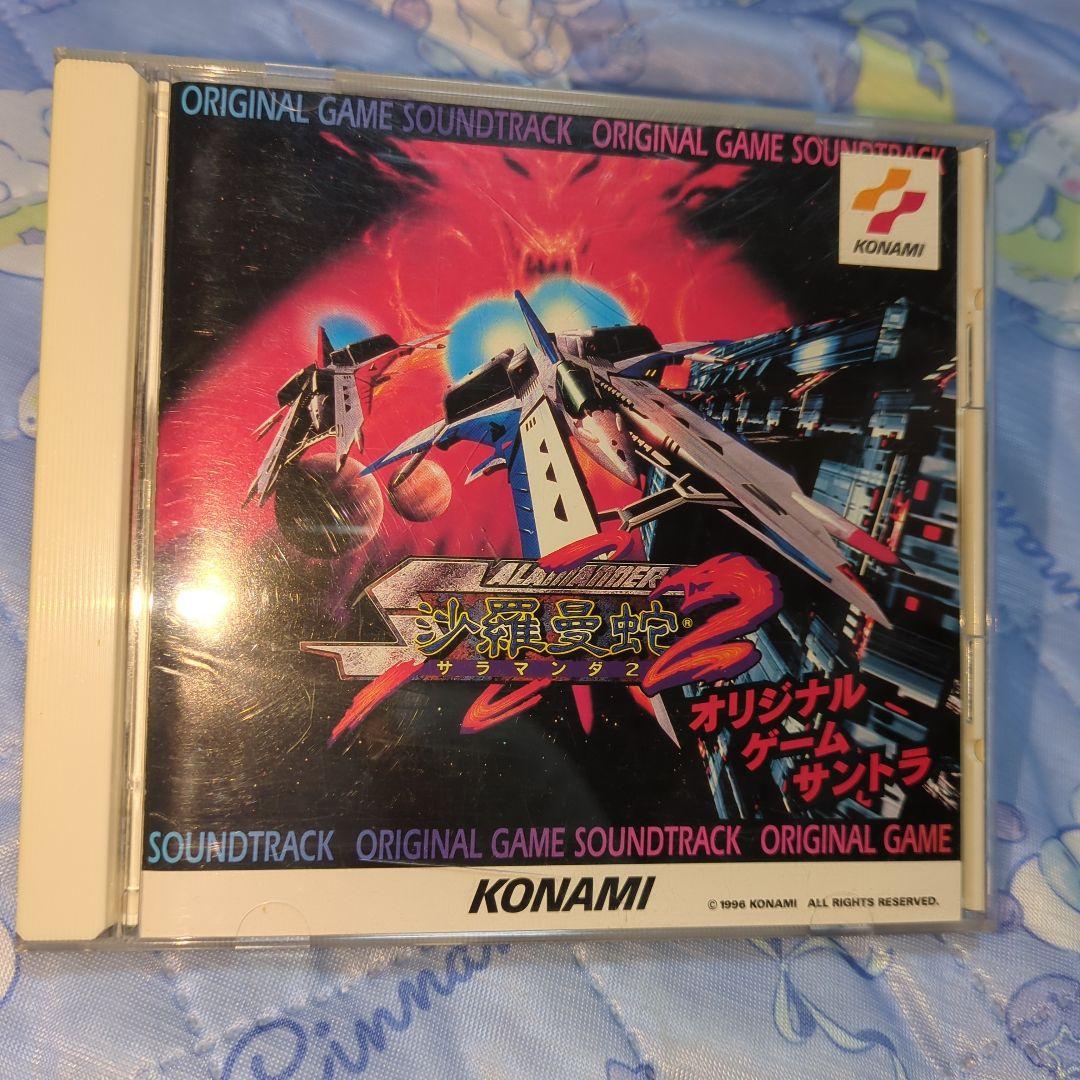 ORIGINAL GAME SOUNDTRACK ORIGINAL GAME SOUNDTRACK
KONAMI
SALAMANDER
沙羅曼蛇® 2
サラマンダ2
オリジナル
ゲーム
サントラ
SOUNDTRACK ORIGINAL GAME SOUNDTRACK ORIGINAL GAME
KONAMI
© 1996 KONAMI ALL RIGHTS RESERVED.